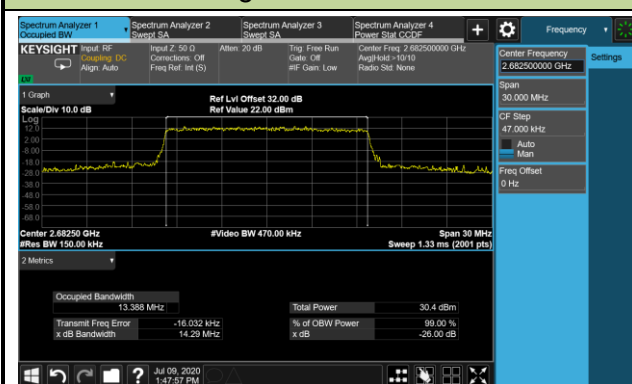 Spectrum Analyzer 1
Occupied BW
Spectrum Analyzer 2
Swept SA
Spectrum Analyzer 3
Swept SA
Spectrum Analyzer 4
Power Stat CCDF
+
Frequency
KEYSIGHT
Input: RF
Coupling: DC
Align: Auto
Input Z: 50 Ω
Corrections: Off
Freq Ref: Int (S)
Atten: 20 dB
Trig: Free Run
Gate: Off
#IF Gain: Low
Center Freq: 2.682500000 GHz
Avg|Hold:>10/10
Radio Std: None
Center Frequency
2.682500000 GHz
Settings
Span
30.000 MHz
CF Step
47.000 kHz
Auto
Man
Freq Offset
0 Hz
1 Graph
Scale/Div 10.0 dB
Ref Lvl Offset 32.00 dB
Ref Value 22.00 dBm
Log
12.0
2.00
-8.00
-18.0
-28.0
-38.0
-48.0
-58.0
-68.0
Center 2.68250 GHz
#Video BW 470.00 kHz
Span 30 MHz
#Res BW 150.00 kHz
Sweep 1.33 ms (2001 pts)
2 Metrics
Occupied Bandwidth
13.388 MHz
Total Power 30.4 dBm
Transmit Freq Error -16.032 kHz
% of OBW Power 99.00 %
x dB Bandwidth 14.29 MHz
x dB -26.00 dB
?
Jul 09, 2020
1:47:57 PM